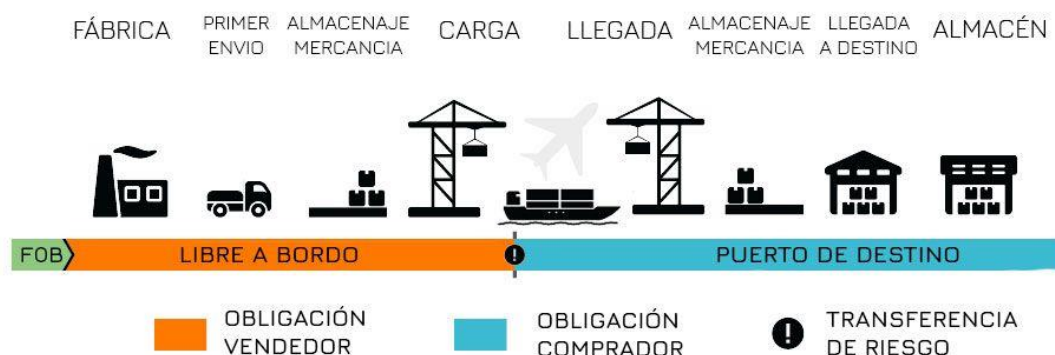 FÁBRICA
PRIMER
ENVIO
ALMACENAJE
MERCANCIA
CARGA
LLEGADA
ALMACENAJE
MERCANCIA
LLEGADA
A DESTINO
ALMACÉN
FOB
LIBRE A BORDO
!
PUERTO DE DESTINO
OBLIGACIÓN
VENDEDOR
OBLIGACIÓN
COMPRADOR
!
TRANSFERENCIA
DE RIESGO